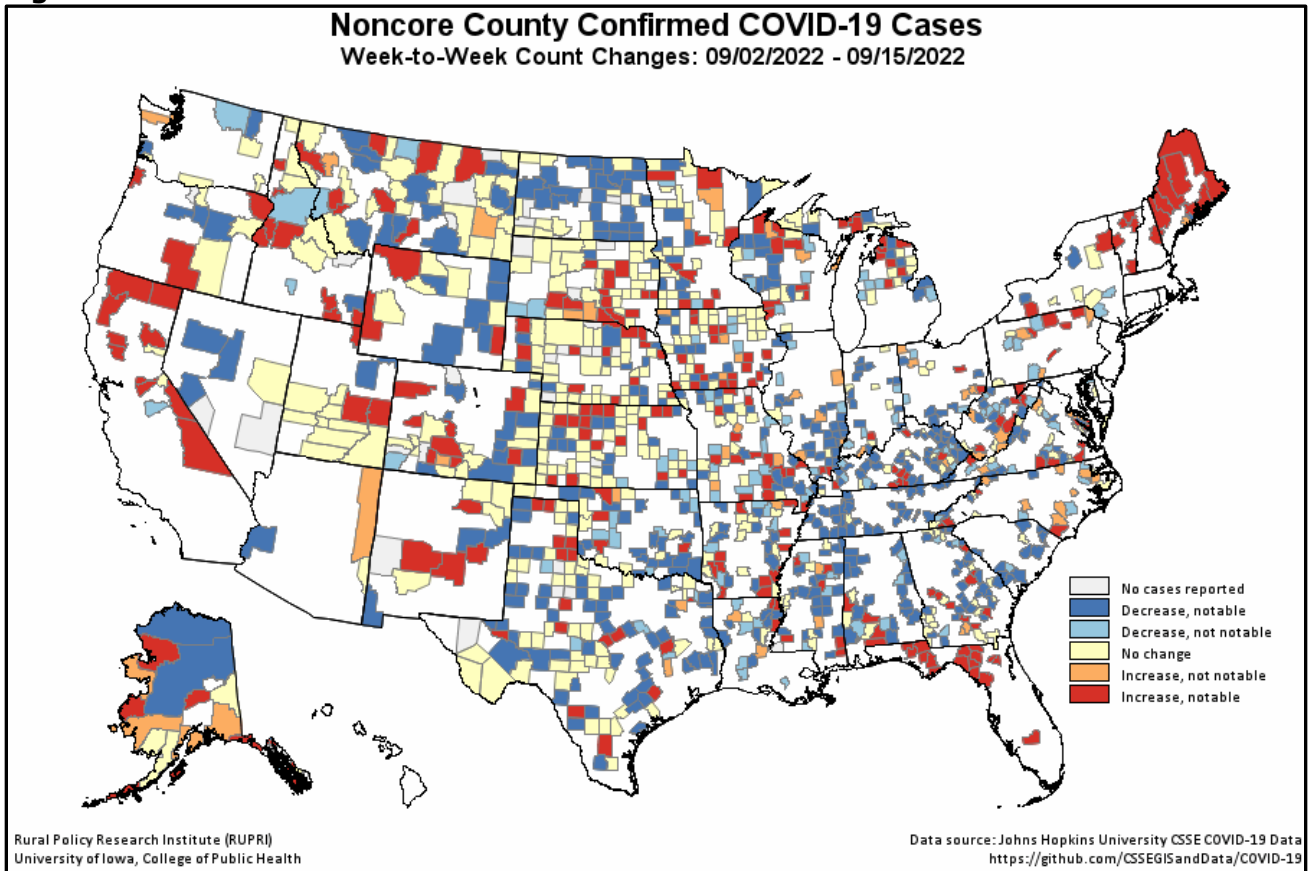 Noncore County Confirmed COVID-19 Cases
Week-to-Week Count Changes: 09/02/2022 - 09/15/2022
No cases reported
Decrease, notable
Decrease, not notable
No change
Increase, not notable
Increase, notable
Rural Policy Research Institute (RUPRI)
University of Iowa, College of Public Health
Data source: Johns Hopkins University CSSE COVID-19 Data
https://github.com/CSSEGISandData/COVID-19